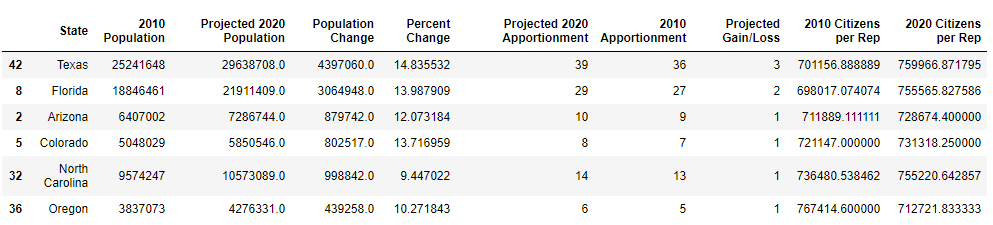 State 2010 Population Projected 2020 Population Population Change Percent Change Projected 2020 Apportionment 2010 Apportionment Projected Gain/Loss 2010 Citizens per Rep 2020 Citizens per Rep
42 Texas 25241648 29638708.0 4397060.0 14.835532 39 36 3 701156.888889 759966.871795
8 Florida 18846461 21911409.0 3064948.0 13.987909 29 27 2 698017.074074 755565.827586
2 Arizona 6407002 7286744.0 879742.0 12.073184 10 9 1 711889.111111 728674.400000
5 Colorado 5048029 5850546.0 802517.0 13.716959 8 7 1 721147.000000 731318.250000
32 North Carolina 9574247 10573089.0 998842.0 9.447022 14 13 1 736480.538462 755220.642857
36 Oregon 3837073 4276331.0 439258.0 10.271843 6 5 1 767414.600000 712721.833333